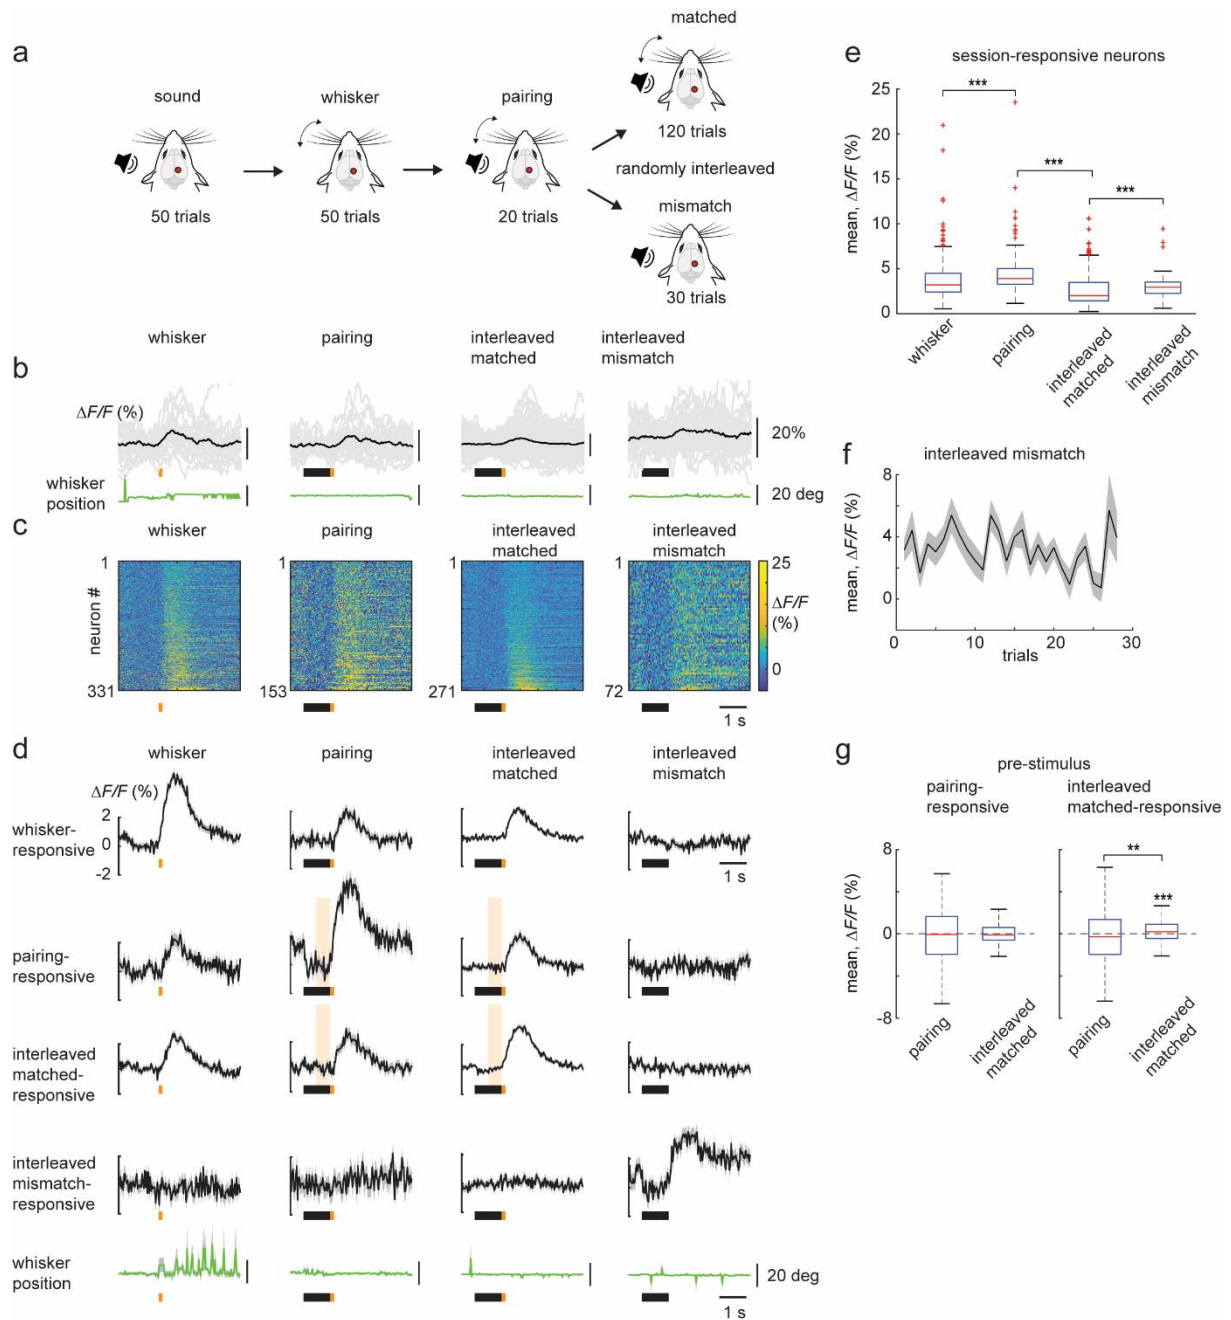 a
sound
50 trials
whisker
50 trials
pairing
20 trials
matched
120 trials
randomly interleaved
mismatch
30 trials
b
whisker
pairing
interleaved
matched
interleaved
mismatch
ΔF/F (%)
20%
whisker
position
20 deg
c
whisker
pairing
interleaved
matched
interleaved
mismatch
neuron #
1
331
1
153
1
271
1
72
25
ΔF/F
(%)
0
1 s
d
whisker
pairing
interleaved
matched
interleaved
mismatch
ΔF/F (%)
2
0
-2
whisker-
responsive
1 s
pairing-
responsive
interleaved
matched-
responsive
interleaved
mismatch-
responsive
whisker
position
20 deg
1 s
e
session-responsive neurons
mean, ΔF/F (%)
25
20
15
10
5
0
***
***
***
whisker
pairing
interleaved
matched
interleaved
mismatch
f
interleaved mismatch
mean, ΔF/F (%)
8
4
0
0
10
20
30
trials
g
pre-stimulus
pairing-
responsive
interleaved
matched-responsive
mean, ΔF/F (%)
8
0
-8
**
***
pairing
interleaved
matched
pairing
interleaved
matched